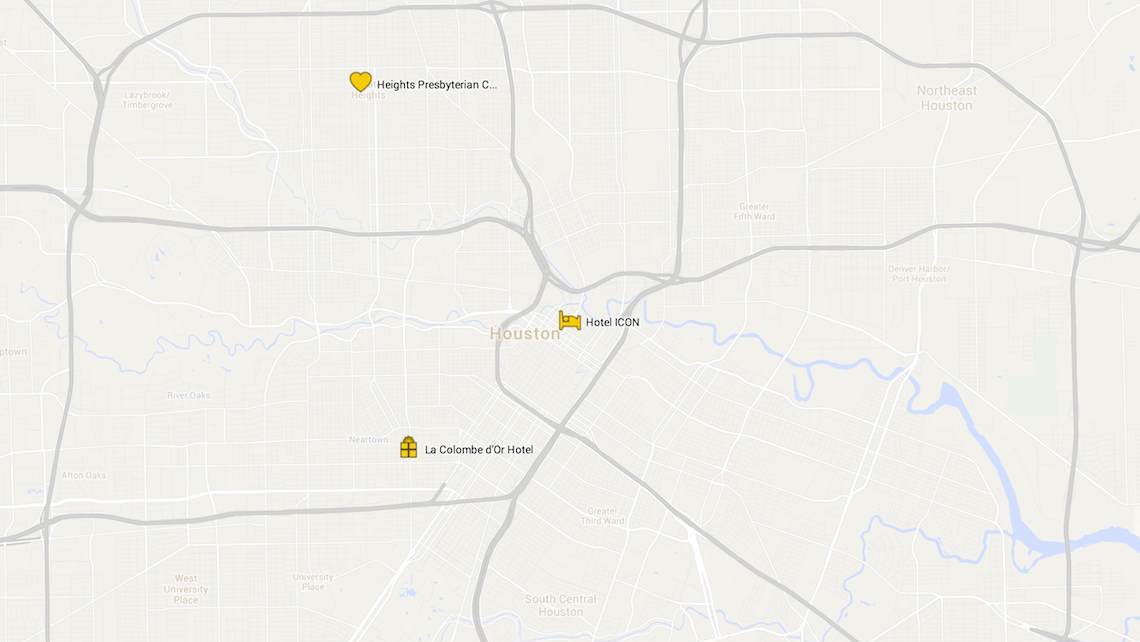 Heights Presbyterian C...
Heights
Lazybrook/
Timbergrove
Northeast
Houston
Greater
Fifth Ward
Denver Harbor/
Port Houston
Hotel ICON
Houston
River Oaks
Neartown
La Colombe d'Or Hotel
Afton Oaks
Greater
Third Ward
West
University
Place
University
Place
South Central
Houston